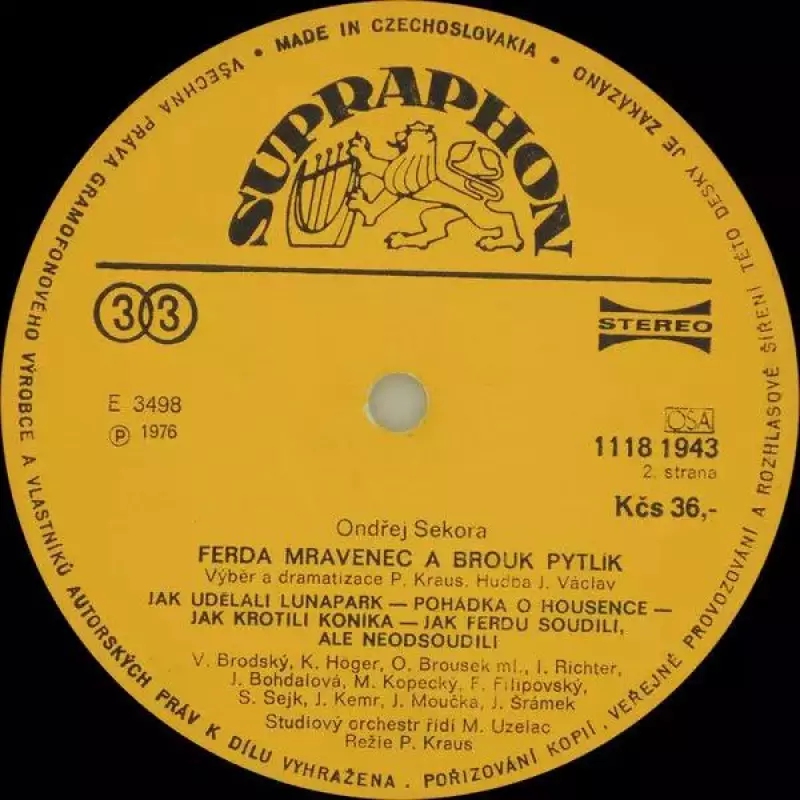 • MADE IN CZECHOSLOVAKIA •
VŠECHNA PRÁVA GRAMOFONOVÉHO VÝROBCE A VLASTNÍKŮ AUTORSKÝCH PRÁV K DÍLU VYHRAŽENA . POŘIZOVÁNÍ KOPIÍ . VEŘEJNÉ PROVOZOVÁNÍ A ROZHLASOVÉ ŠÍŘENÍ TÉTO DESKY JE ZAKÁZÁNO
SUPRAPHON
33
STEREO
E 3498
Ⓟ 1976
OSA
1118 1943
2. strana
Kčs 36,-
Ondřej Sekora
FERDA MRAVENEC A BROUK PYTLÍK
Výběr a dramatizace P. Kraus. Hudba J. Václav
JAK UDĚLALI LUNAPARK — POHÁDKA O HOUSENCE —
JAK KROTILI KONÍKA — JAK FERDU SOUDILI,
ALE NEODSOUDILI
V. Brodský, K. Höger, O. Brousek ml., I. Richter,
J. Bohdalová, M. Kopecký, F. Filipovský,
S. Sejk, J. Kemr, J. Moučka, J. Šrámek
Studiový orchestr řídí M. Uzelac
Režie P. Kraus